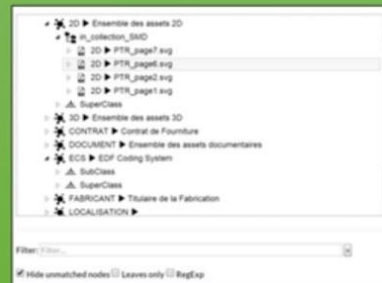 2D ▶ Ensemble des assets 2D
in_collection_SMD
2D ▶ PTR_page7.svg
2D ▶ PTR_page6.svg
2D ▶ PTR_page2.svg
2D ▶ PTR_page1.svg
SuperClass
3D ▶ Ensemble des assets 3D
CONTRAT ▶ Contrat de Fourniture
DOCUMENT ▶ Ensemble des assets documentaires
ECS ▶ EDF Coding System
SubClass
SuperClass
FABRICANT ▶ Titulaire de la Fabrication
LOCALISATION ▶
Filter: Filter...
Hide unmatched nodes Leaves only RegExp